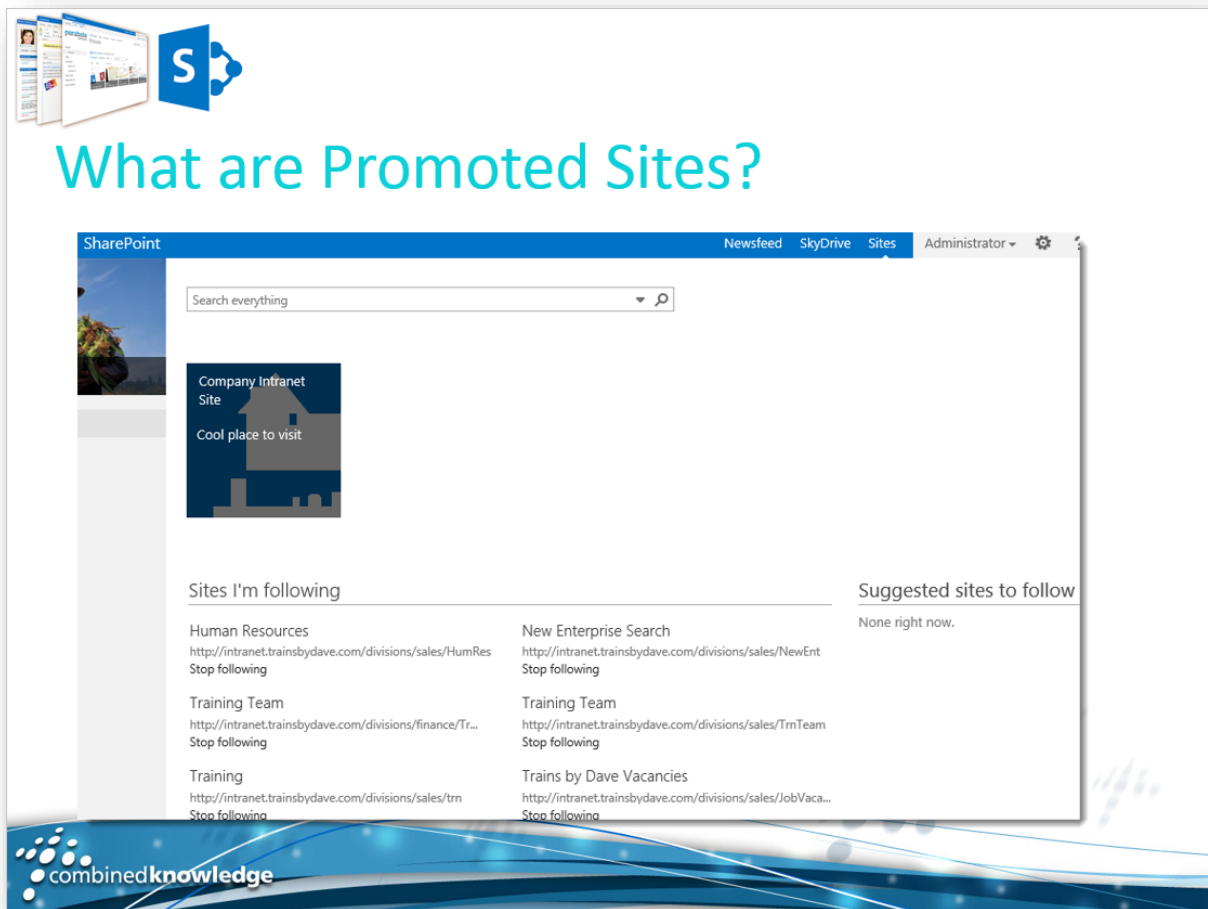 S
What are Promoted Sites?
SharePoint
Newsfeed SkyDrive Sites Administrator
Search everything
Company Intranet
Site
Cool place to visit
Sites I'm following
Suggested sites to follow
None right now.
Human Resources
http://intranet.trainsbydave.com/divisions/sales/HumRes
Stop following
New Enterprise Search
http://intranet.trainsbydave.com/divisions/sales/NewEnt
Stop following
Training Team
http://intranet.trainsbydave.com/divisions/finance/Tr...
Stop following
Training Team
http://intranet.trainsbydave.com/divisions/sales/TrnTeam
Stop following
Training
http://intranet.trainsbydave.com/divisions/sales/trn
Stop following
Trains by Dave Vacancies
http://intranet.trainsbydave.com/divisions/sales/JobVaca...
Stop following
combinedknowledge